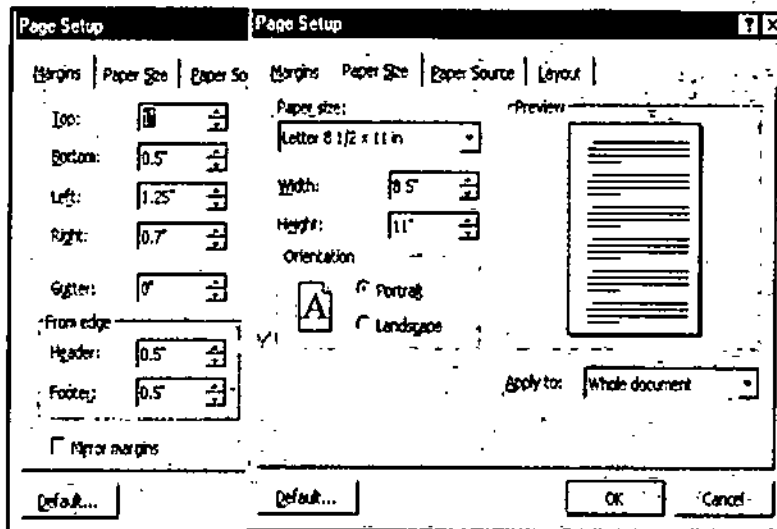 Page Setup
Margins Paper Size Paper So
Top: 1"
Bottom: 0.5"
Left: 1.25"
Right: 0.7"
Gutter: 0"
From edge
Header: 0.5"
Footer: 0.5"
Mirror margins
Default...
Page Setup
Margins Paper Size Paper Source Layout
Paper size:
Letter 8 1/2 x 11 in
Width: 8.5"
Height: 11"
Orientation
A
Portrait
Landscape
Preview
Apply to: Whole document
Default... OK Cancel